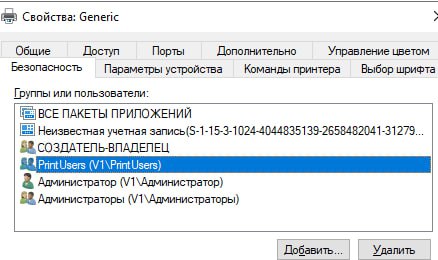 Свойства: Generic
Общие Доступ Порты Дополнительно Управление цветом
Безопасность Параметры устройства Команды принтера Выбор шрифта
Группы или пользователи:
ВСЕ ПАКЕТЫ ПРИЛОЖЕНИЙ
Неизвестная учетная запись(S-1-15-3-1024-4044835139-2658482041-31279...
СОЗДАТЕЛЬ-ВЛАДЕЛЕЦ
PrintUsers (V1\PrintUsers)
Администратор (V1\Администратор)
Администраторы (V1\Администраторы)
Добавить... Удалить